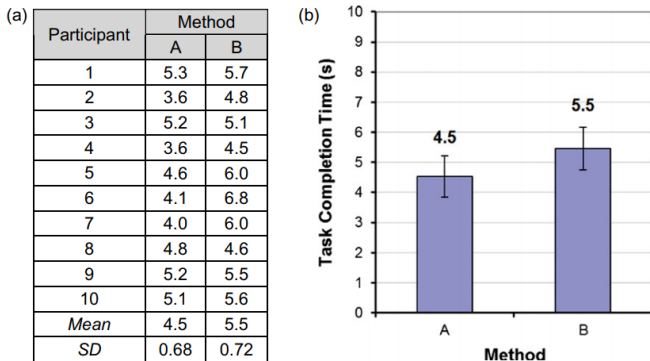 (a)
Participant Method
A B
1 5.3 5.7
2 3.6 4.8
3 5.2 5.1
4 3.6 4.5
5 4.6 6.0
6 4.1 6.8
7 4.0 6.0
8 4.8 4.6
9 5.2 5.5
10 5.1 5.6
Mean 4.5 5.5
SD 0.68 0.72
(b)
Task Completion Time (s)
10
9
8
7
6
5
4
3
2
1
0
4.5
5.5
A B
Method